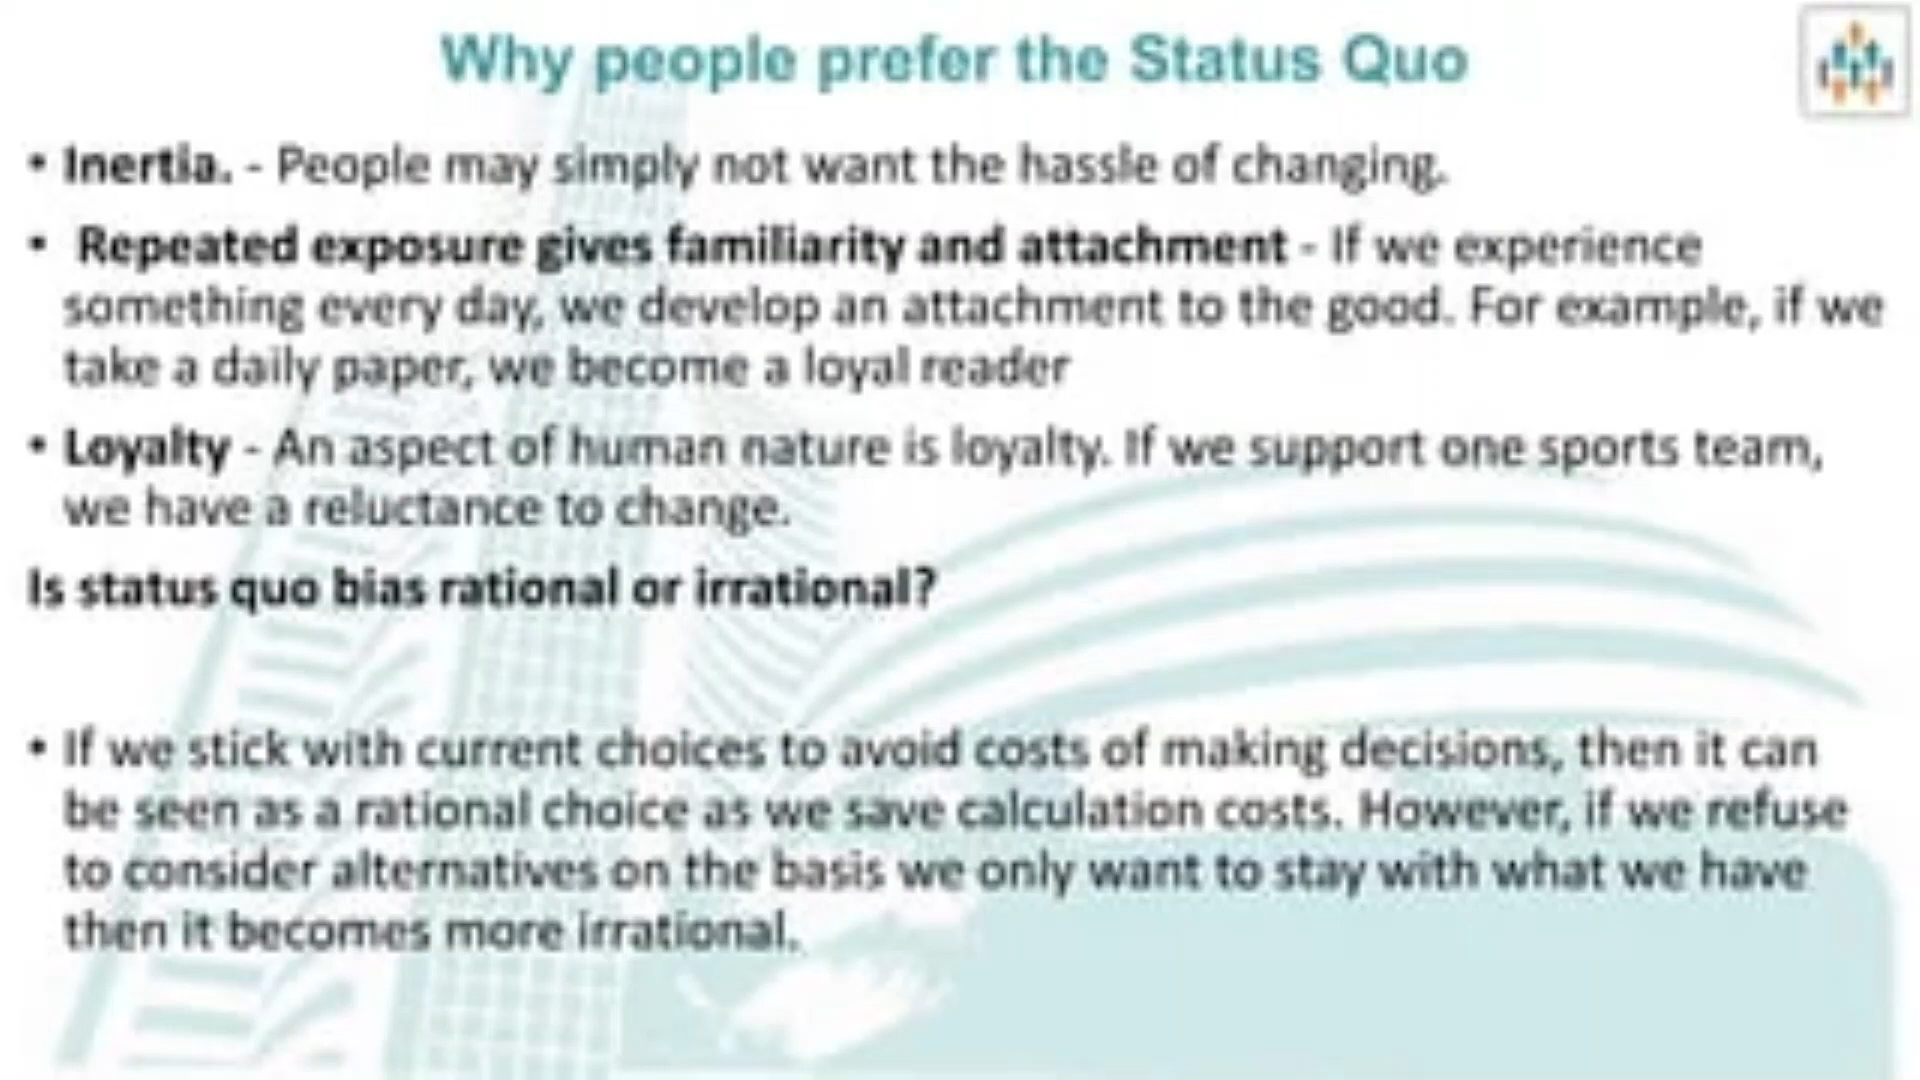 Why people prefer the Status Quo
• Inertia. - People may simply not want the hassle of changing.
• Repeated exposure gives familiarity and attachment - If we experience
something every day, we develop an attachment to the good. For example, if we
take a daily paper, we become a loyal reader
• Loyalty - An aspect of human nature is loyalty. If we support one sports team,
we have a reluctance to change.
Is status quo bias rational or irrational?
• If we stick with current choices to avoid costs of making decisions, then it can
be seen as a rational choice as we save calculation costs. However, if we refuse
to consider alternatives on the basis we only want to stay with what we have
then it becomes more irrational.